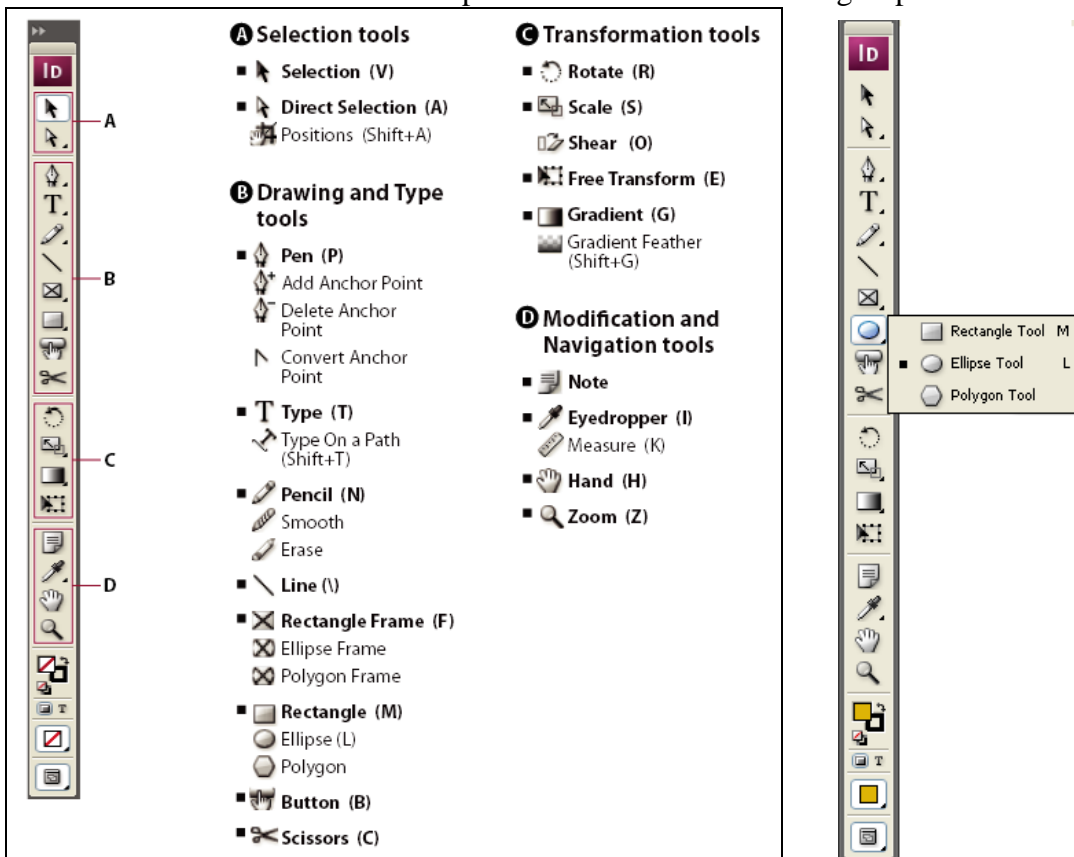 ID
A
B
C
D
A Selection tools
Selection (V)
Direct Selection (A)
Positions (Shift+A)
B Drawing and Type
tools
Pen (P)
Add Anchor Point
Delete Anchor
Point
Convert Anchor
Point
T Type (T)
Type On a Path
(Shift+T)
Pencil (N)
Smooth
Erase
Line (\)
Rectangle Frame (F)
Ellipse Frame
Polygon Frame
Rectangle (M)
Ellipse (L)
Polygon
Button (B)
Scissors (C)
C Transformation tools
Rotate (R)
Scale (S)
Shear (O)
Free Transform (E)
Gradient (G)
Gradient Feather
(Shift+G)
D Modification and
Navigation tools
Note
Eyedropper (I)
Measure (K)
Hand (H)
Zoom (Z)
ID
T
Rectangle Tool M
Ellipse Tool L
Polygon Tool
T